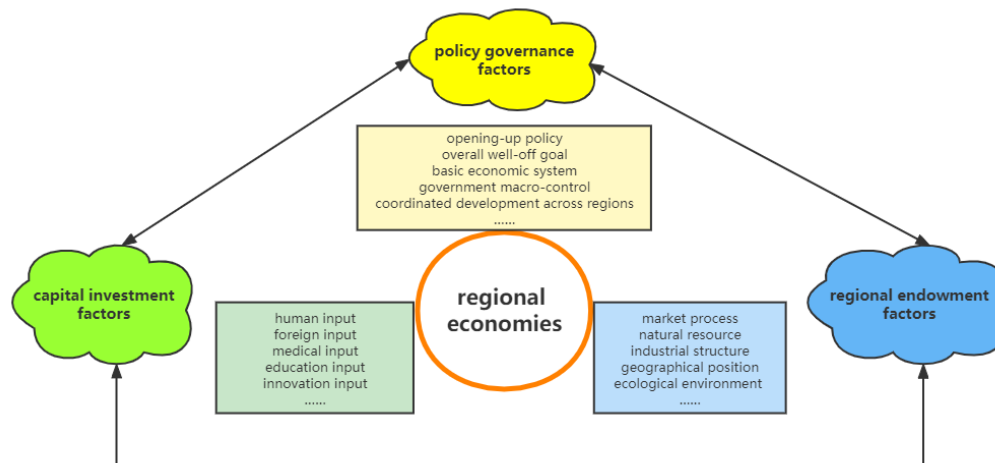 policy governance
factors
opening-up policy
overall well-off goal
basic economic system
government macro-control
coordinated development across regions
......
capital investment
factors
regional
economies
regional endowment
factors
human input
foreign input
medical input
education input
innovation input
......
market process
natural resource
industrial structure
geographical position
ecological environment
......